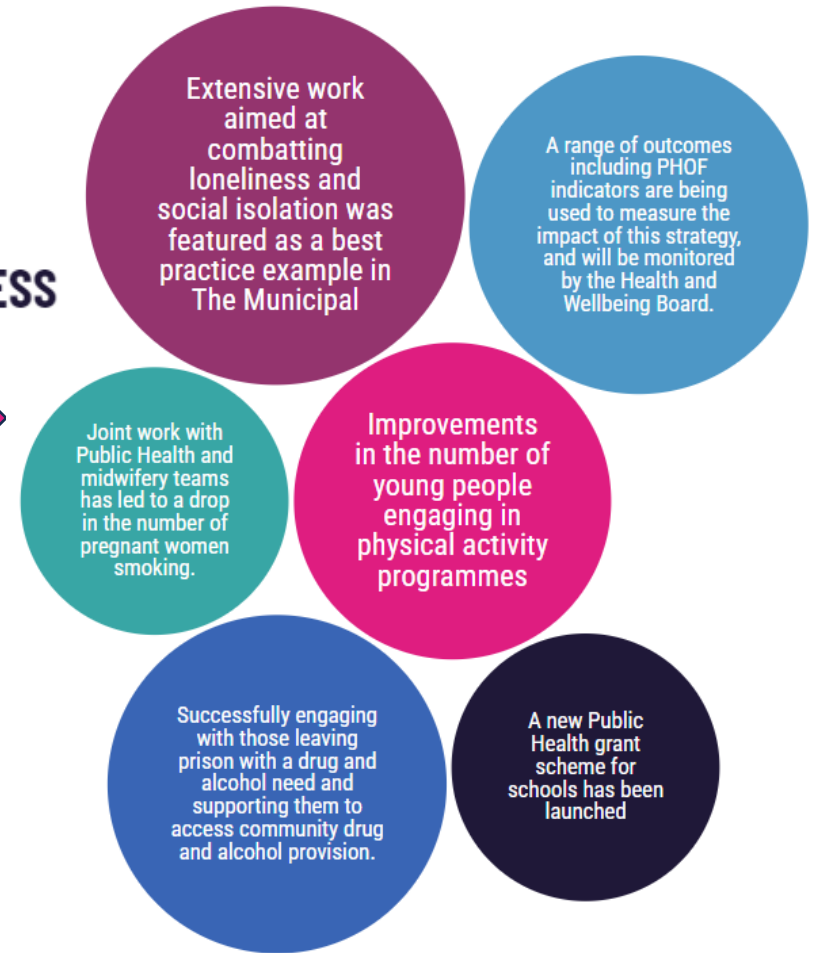 Extensive work
aimed at
combatting
loneliness and
social isolation was
featured as a best
practice example in
The Municipal
A range of outcomes
including PHOF
indicators are being
used to measure the
impact of this strategy,
and will be monitored
by the Health and
Wellbeing Board.
ESS
Joint work with
Public Health and
midwifery teams
has led to a drop
in the number of
pregnant women
smoking.
Improvements
in the number of
young people
engaging in
physical activity
programmes
Successfully engaging
with those leaving
prison with a drug and
alcohol need and
supporting them to
access community drug
and alcohol provision.
A new Public
Health grant
scheme for
schools has been
launched